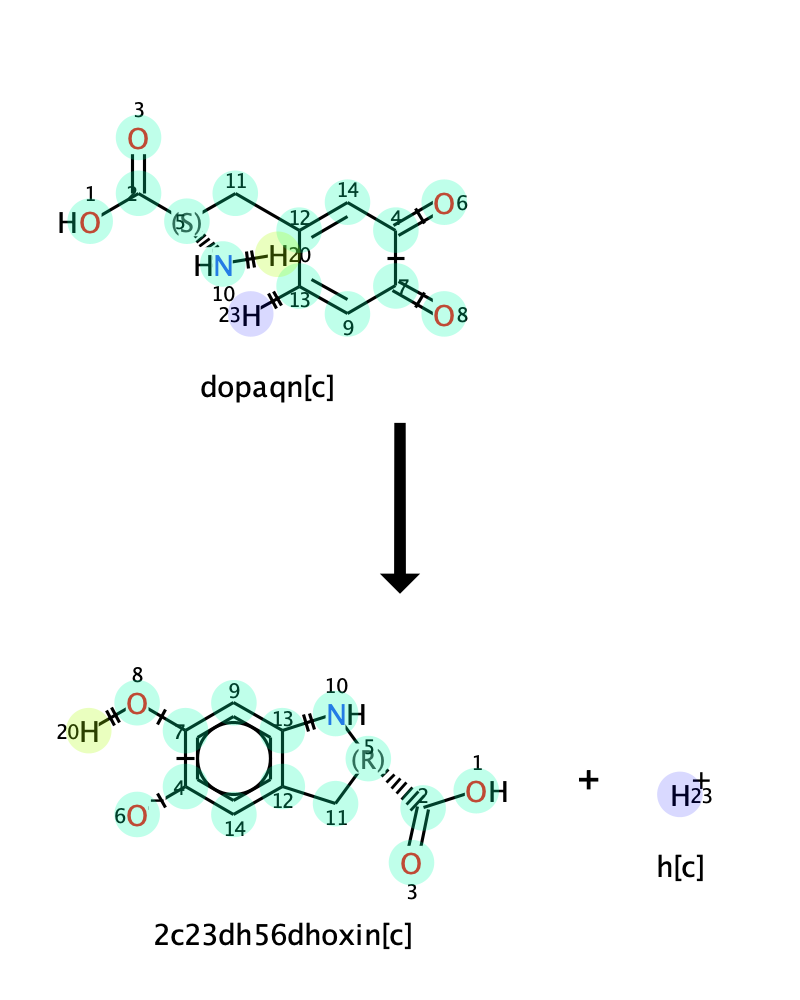 3
O
1 2 11 14
HO 5 (S) 12 4 O6
HN H20 7
10 13
23H 9 O8
dopaqn[c]
8 9 10
20H O 7 13 NH
5
(R) 1
4 12 2 OH + H+23
6O- 14 11
O
3
h[c]
2c23dh56dhoxin[c]